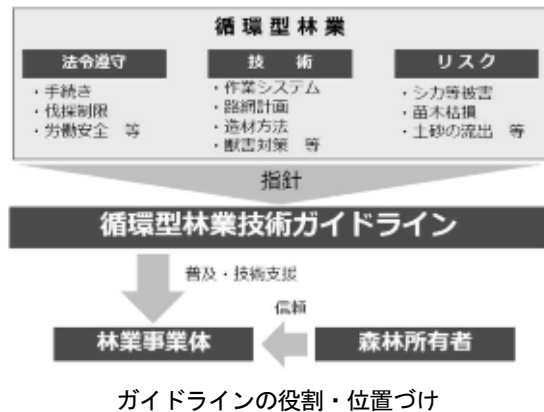 循環型林業
法令遵守
・手続き
・伐採制限
・労働安全 等
技 術
・作業システム
・路網計画
・造材方法
・獣害対策 等
リスク
・シカ等被害
・苗木枯損
・土砂の流出 等
指針
循環型林業技術ガイドライン
普及・技術支援
信頼
林業事業体
森林所有者
ガイドラインの役割・位置づけ